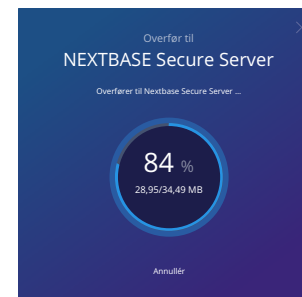 Overfør til
NEXTBASE Secure Server
Overfører til Nextbase Secure Server ...
84 %
28,95/34,49 MB
Annullér